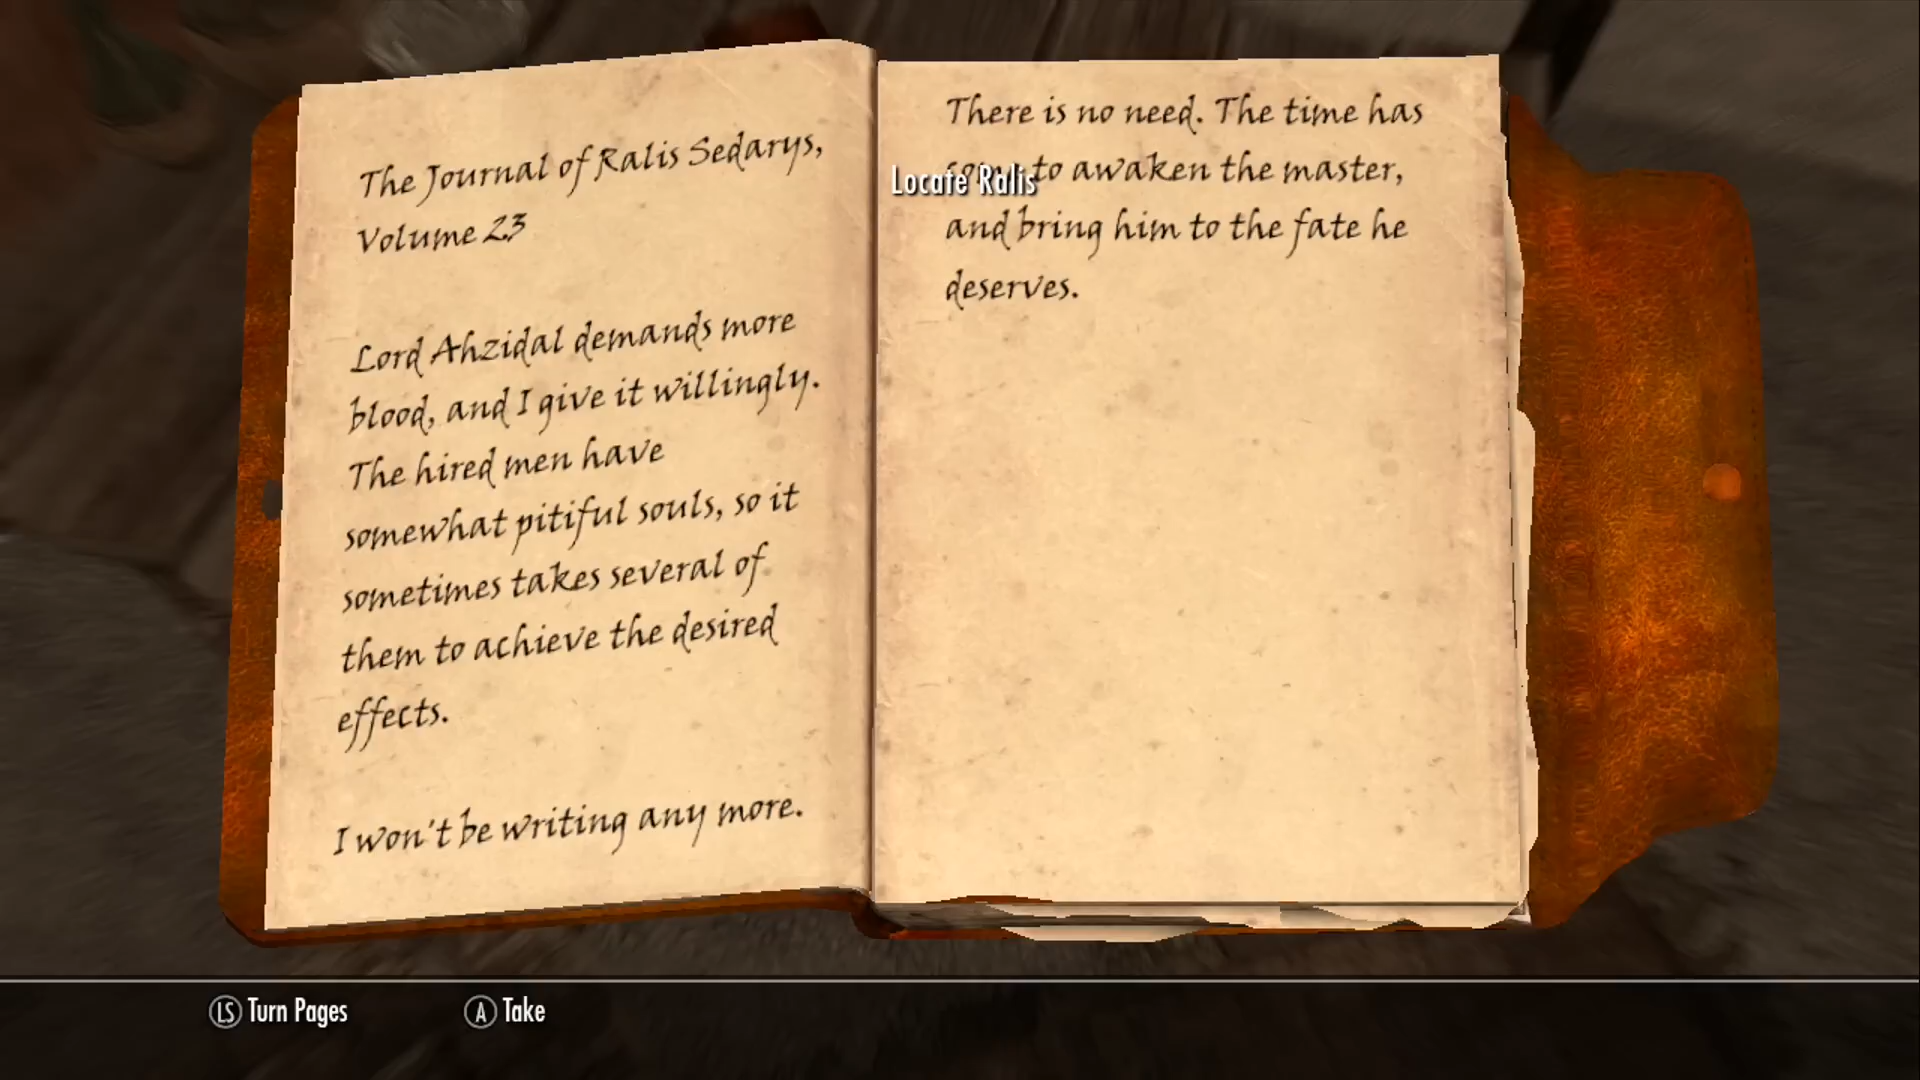 The Journal of Ralis Sedarys,
Volume 23
Lord Ahzidal demands more
blood, and I give it willingly.
The hired men have
somewhat pitiful souls, so it
sometimes takes several of
them to achieve the desired
effects.
I won't be writing any more.
There is no need. The time has
to awaken the master,
and bring him to the fate he
deserves.
Locate Ralis
LS Turn Pages
A Take